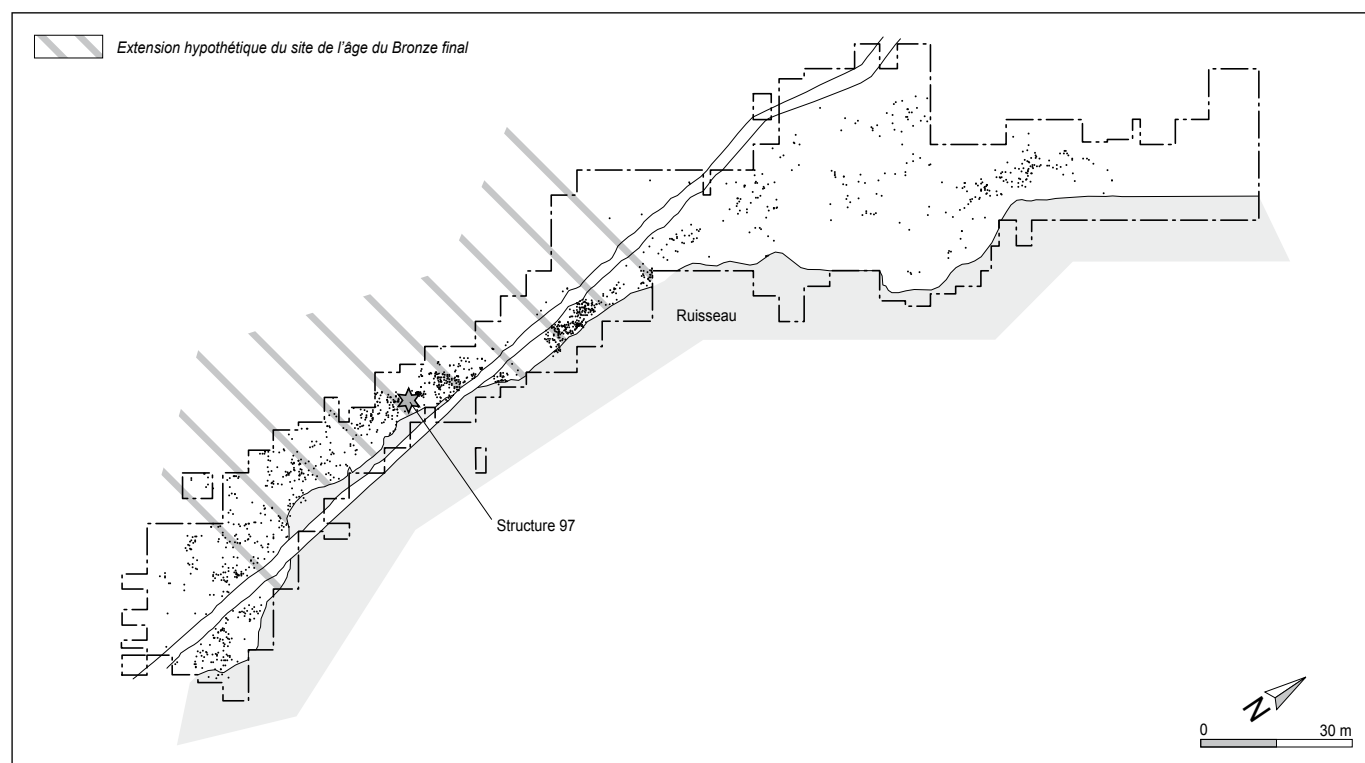 Extension hypothétique du site de l'âge du Bronze final
Ruisseau
Structure 97
N
0 30 m